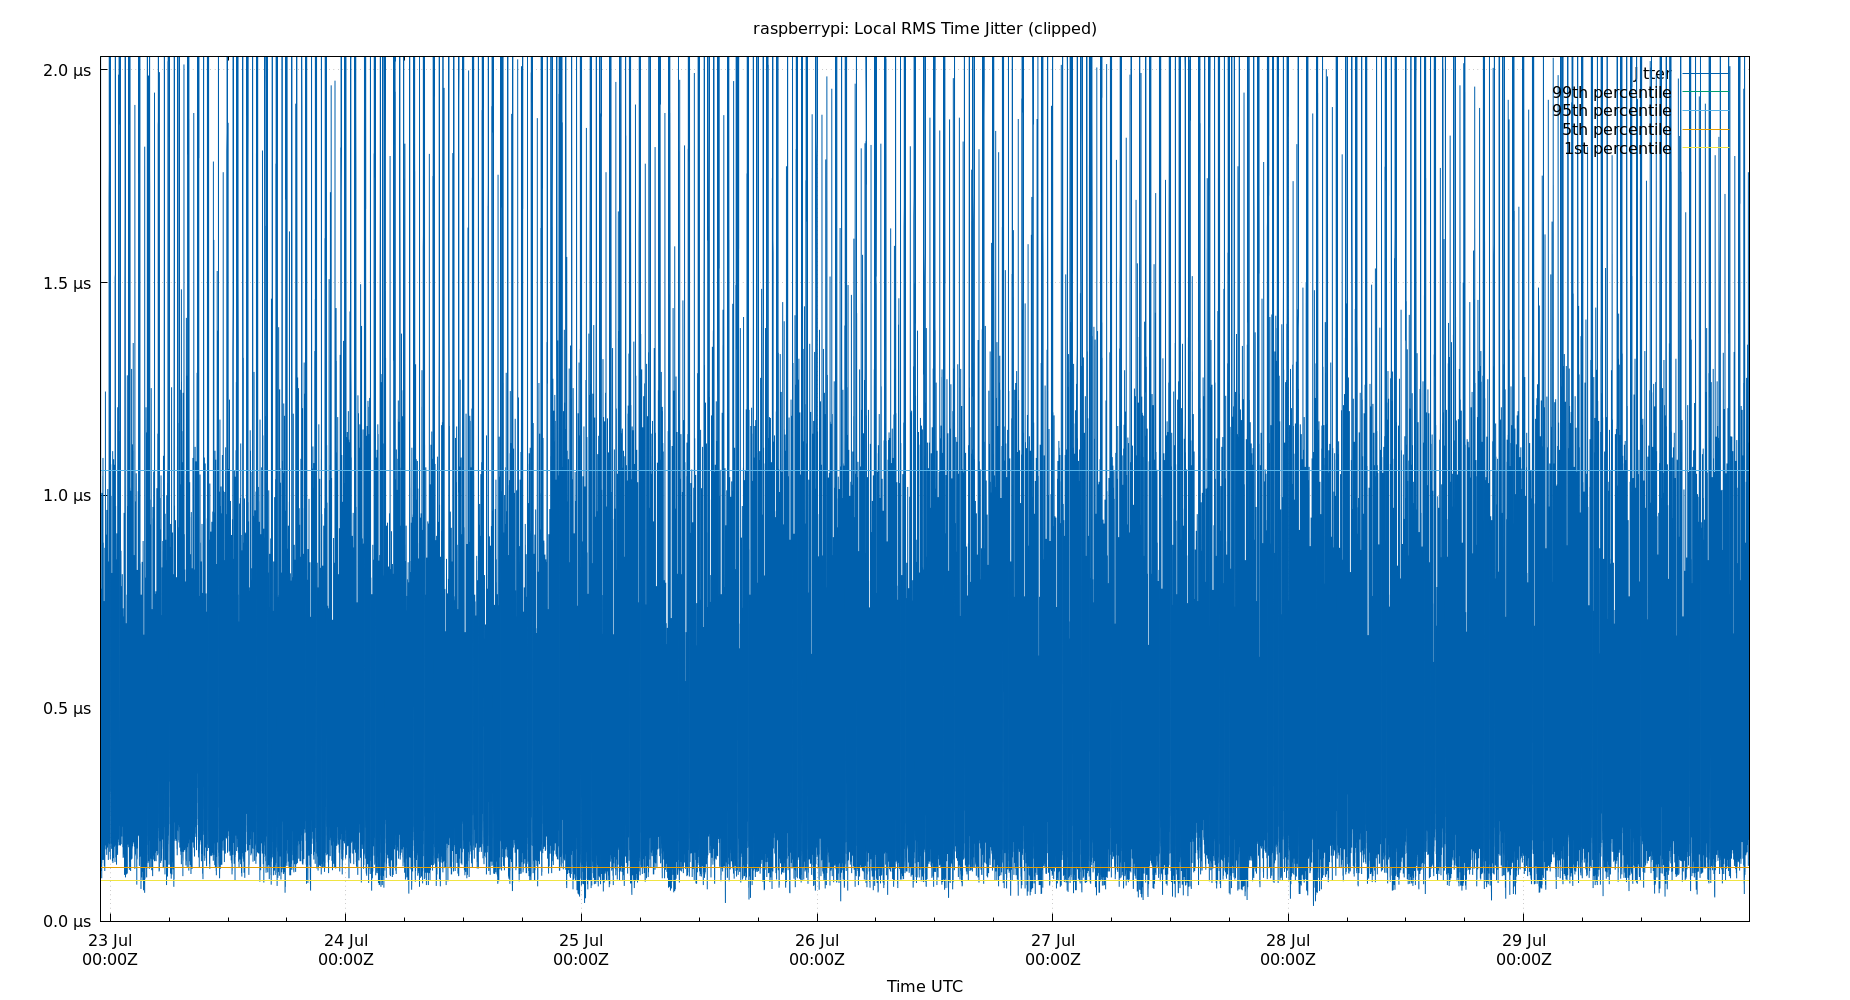 raspberrypi: Local RMS Time Jitter (clipped)
2.0 µs
1.5 µs
1.0 µs
0.5 µs
0.0 µs
Jitter
99th percentile
95th percentile
5th percentile
1st percentile
23 Jul
00:00Z
24 Jul
00:00Z
25 Jul
00:00Z
26 Jul
00:00Z
27 Jul
00:00Z
28 Jul
00:00Z
29 Jul
00:00Z
Time UTC